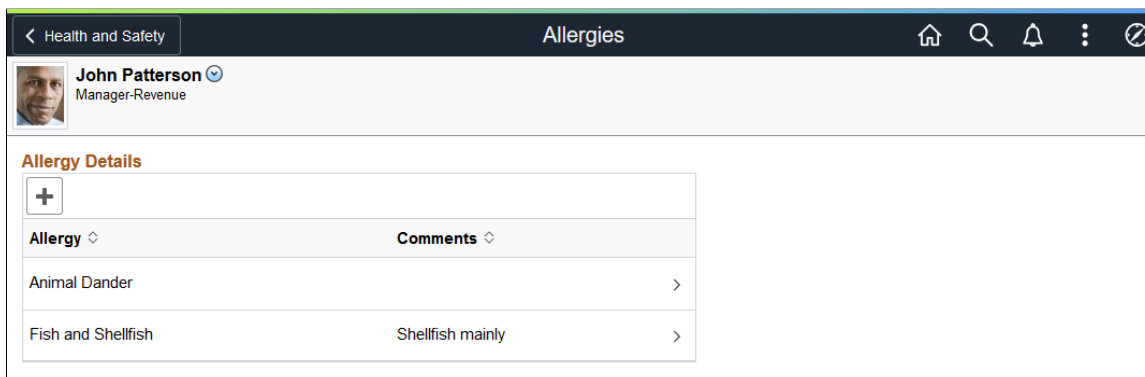 Health and Safety
Allergies
John Patterson
Manager-Revenue
Allergy Details
Allergy
Comments
Animal Dander
Fish and Shellfish
Shellfish mainly